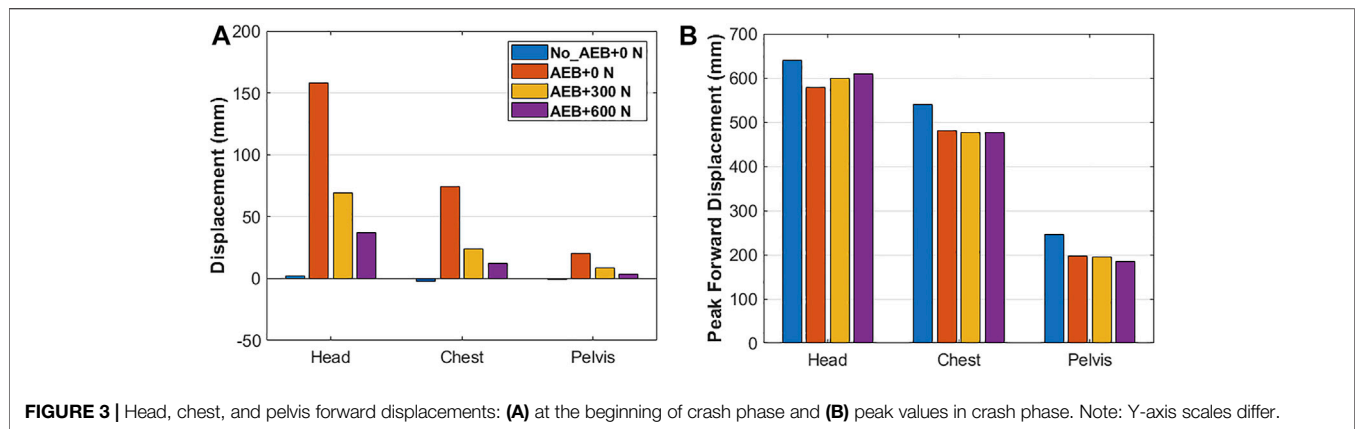 A
B
200
150
100
50
0
-50
Displacement (mm)
No_AEB+0 N
AEB+0 N
AEB+300 N
AEB+600 N
Head
Chest
Pelvis
700
600
500
400
300
200
100
0
Peak Forward Displacement (mm)
Head
Chest
Pelvis
FIGURE 3 | Head, chest, and pelvis forward displacements: (A) at the beginning of crash phase and (B) peak values in crash phase. Note: Y-axis scales differ.